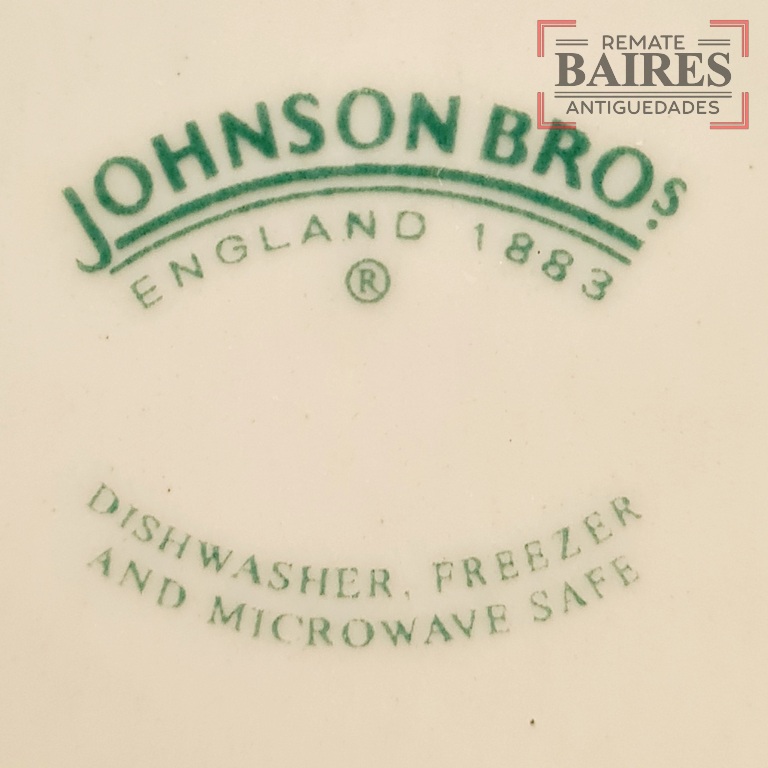 REMATE
BAIRES
ANTIGUEDADES
JOHNSON BROS.
ENGLAND 1883
®
DISHWASHER, FREEZER
AND MICROWAVE SAFE